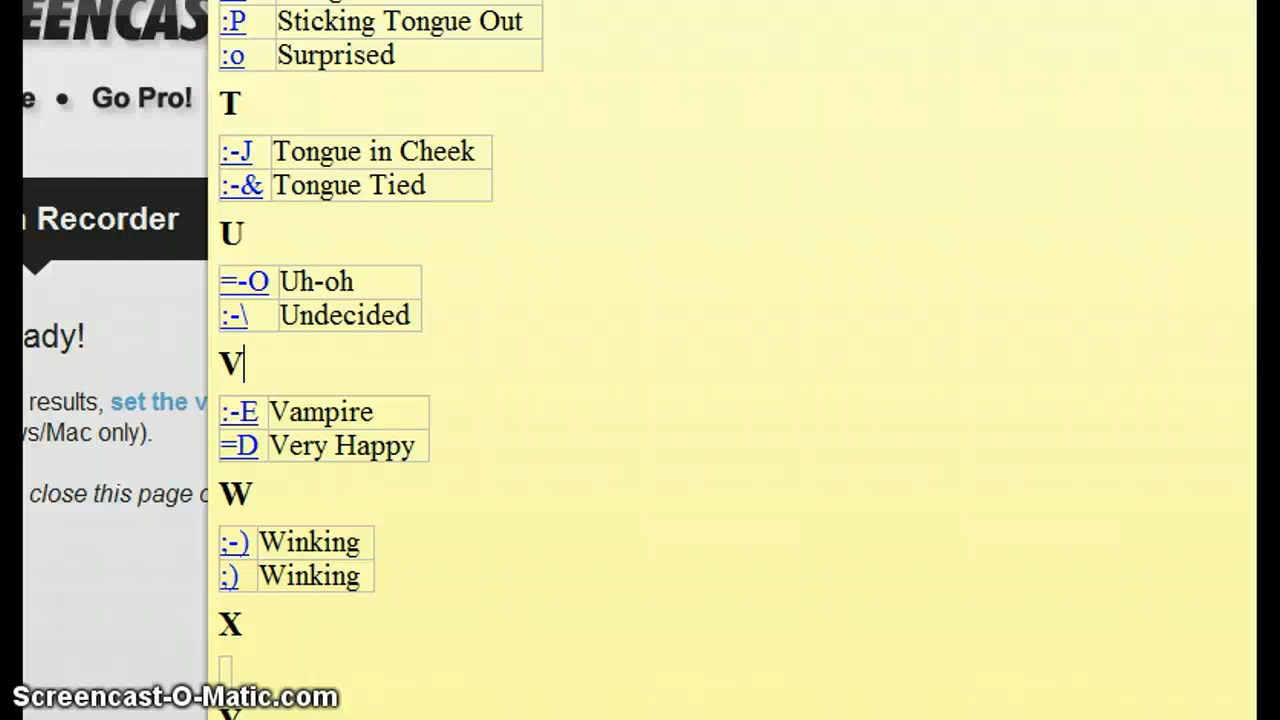 EENCAS
e • Go Pro!
Recorder
ady!
results, set the v
s/Mac only).
close this page
:P Sticking Tongue Out
:o Surprised
T
:-J Tongue in Cheek
:-& Tongue Tied
U
=-O Uh-oh
:-\ Undecided
V
:-E Vampire
=D Very Happy
W
;-) Winking
;) Winking
X
Screencast-O-Matic.com